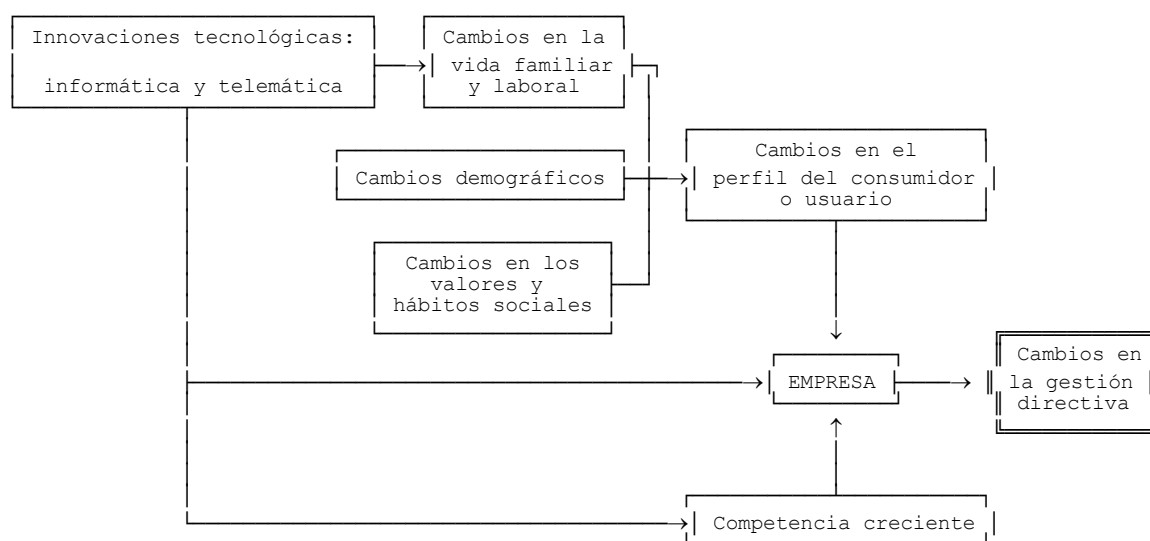 Innovaciones tecnológicas:
informática y telemática
Cambios en la
vida familiar
y laboral
Cambios demográficos
Cambios en el
perfil del consumidor
o usuario
Cambios en los
valores y
hábitos sociales
EMPRESA
Cambios en
la gestión
directiva
Competencia creciente